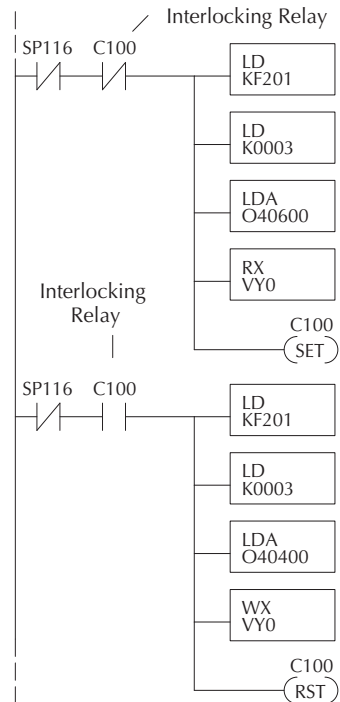 Interlocking Relay
SP116 C100
LD
KF201
LD
K0003
LDA
O40600
RX
VY0
C100
SET
Interlocking
Relay
SP116 C100
LD
KF201
LD
K0003
LDA
O40400
WX
VY0
C100
RST